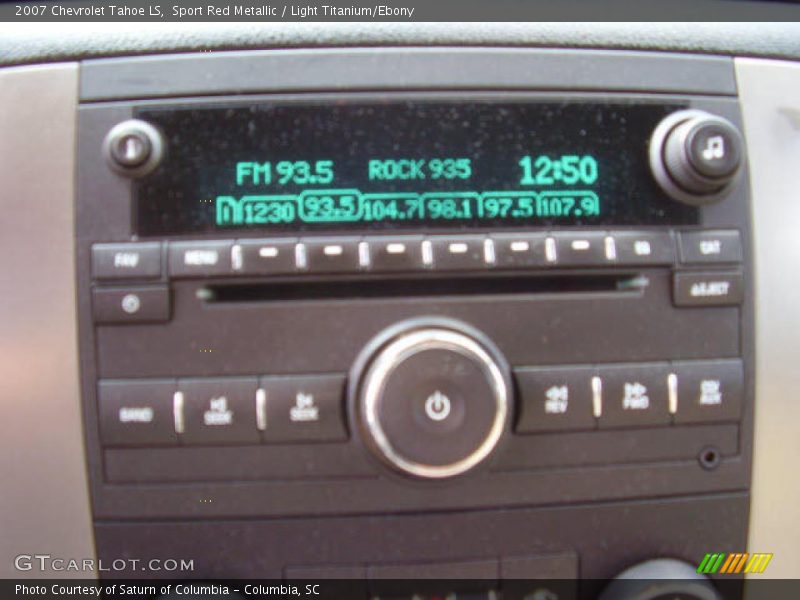 2007 Chevrolet Tahoe LS, Sport Red Metallic / Light Titanium/Ebony
FM 93.5 ROCK 935 12:50
1230 93.5 104.7 98.1 97.5 107.9
FAV MENU CAT
EJECT
BAND SEEK SEEK REV FWD CD/AUX
GTCARLOT.COM
Photo Courtesy of Saturn of Columbia – Columbia, SC